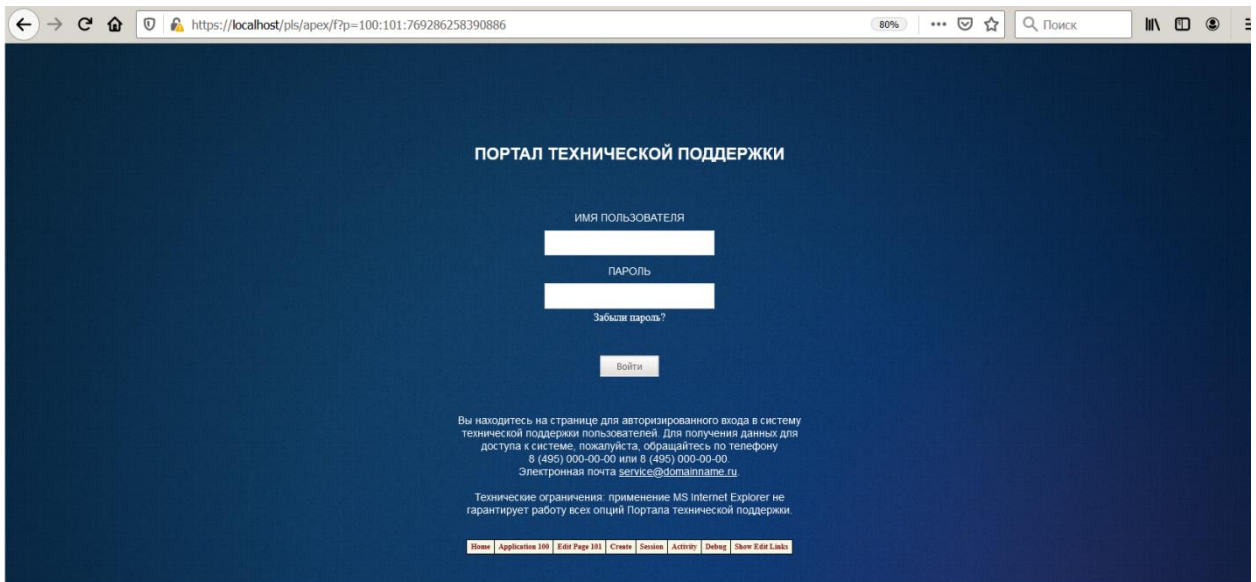 https://localhost/pls/apex/f?p=100:101:769286258390886
80%
Поиск
ПОРТАЛ ТЕХНИЧЕСКОЙ ПОДДЕРЖКИ
ИМЯ ПОЛЬЗОВАТЕЛЯ
ПАРОЛЬ
Забыли пароль?
Войти
Вы находитесь на странице для авторизированного входа в систему
технической поддержки пользователей. Для получения данных для
доступа к системе, пожалуйста, обращайтесь по телефону
8 (495) 000-00-00 или 8 (495) 000-00-00.
Электронная почта service@domainname.ru.
Технические ограничения: применение MS Internet Explorer не
гарантирует работу всех опций Портала технической поддержки.
Home Application 100 Edit Page 101 Create Session Activity Debug Show Edit Links